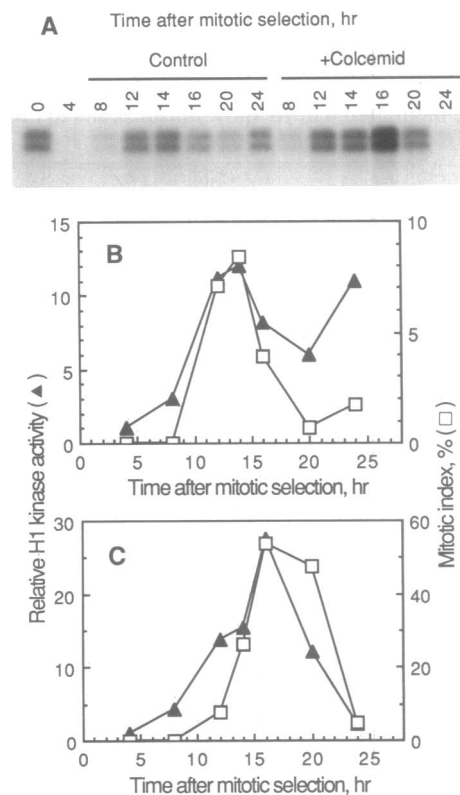 A
Time after mitotic selection, hr
Control
+Colcemid
0 4 8 12 14 16 20 24 8 12 14 16 20 24
B
15
10
5
0
10
5
0
0 5 10 15 20 25
Time after mitotic selection, hr
Relative H1 kinase activity (▲)
Mitotic index, % (□)
C
30
20
10
0
60
40
20
0
0 5 10 15 20 25
Time after mitotic selection, hr